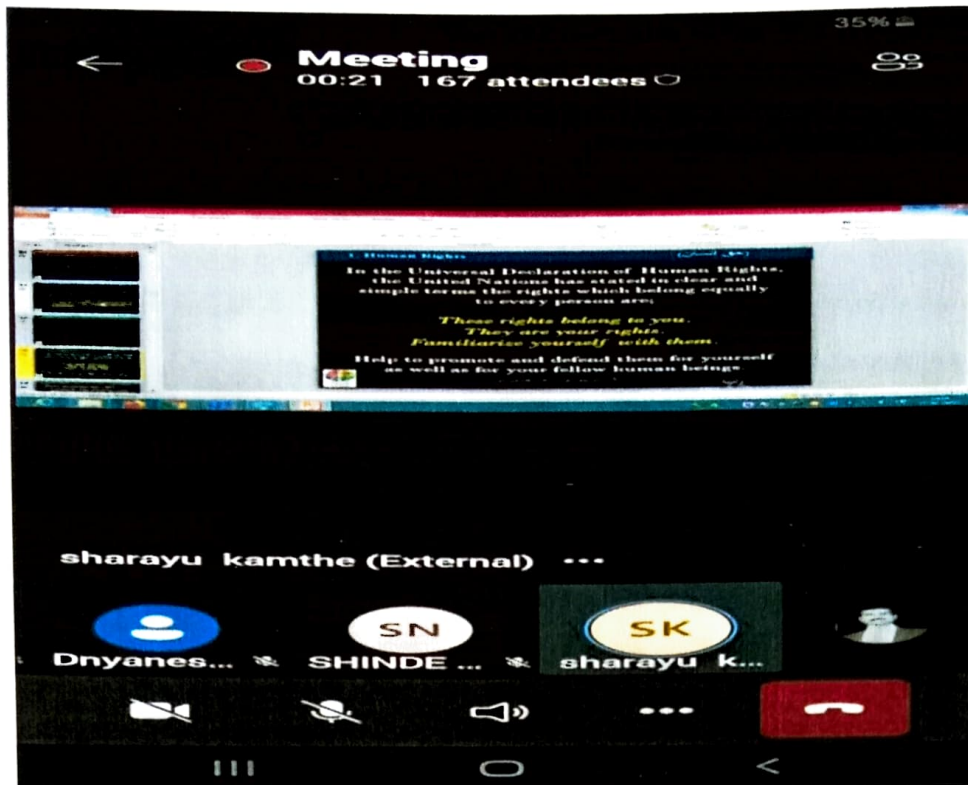 35%
Meeting
00:21 167 attendees
1. Human Rights
In the Universal Declaration of Human Rights,
the United Nations has stated in clear and
simple terms the rights which belong equally
to every person are;
These rights belong to you.
They are your rights.
Familiarize yourself with them.
Help to promote and defend them for yourself
as well as for your fellow human beings
sharayu kamthe (External) •••
SN
SK
Dnyanes... SHINDE ... sharayu k...